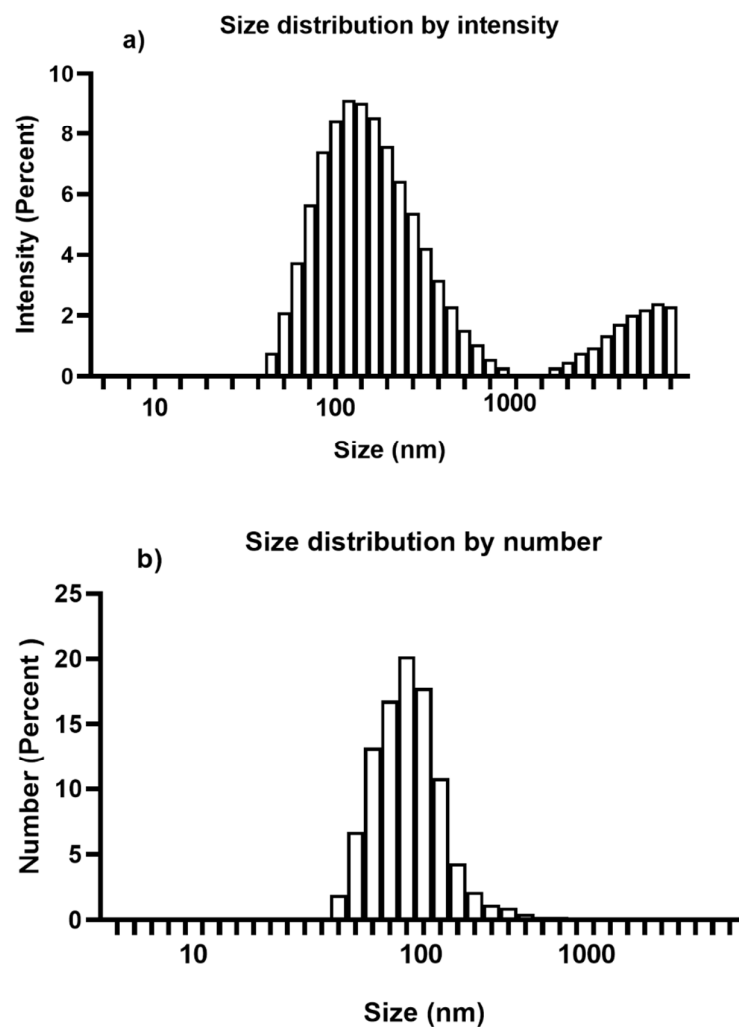 Size distribution by intensity
a)
10
8
6
4
2
0
Intensity (Percent)
10 100 1000
Size (nm)
Size distribution by number
b)
25
20
15
10
5
0
Number (Percent )
10 100 1000
Size (nm)